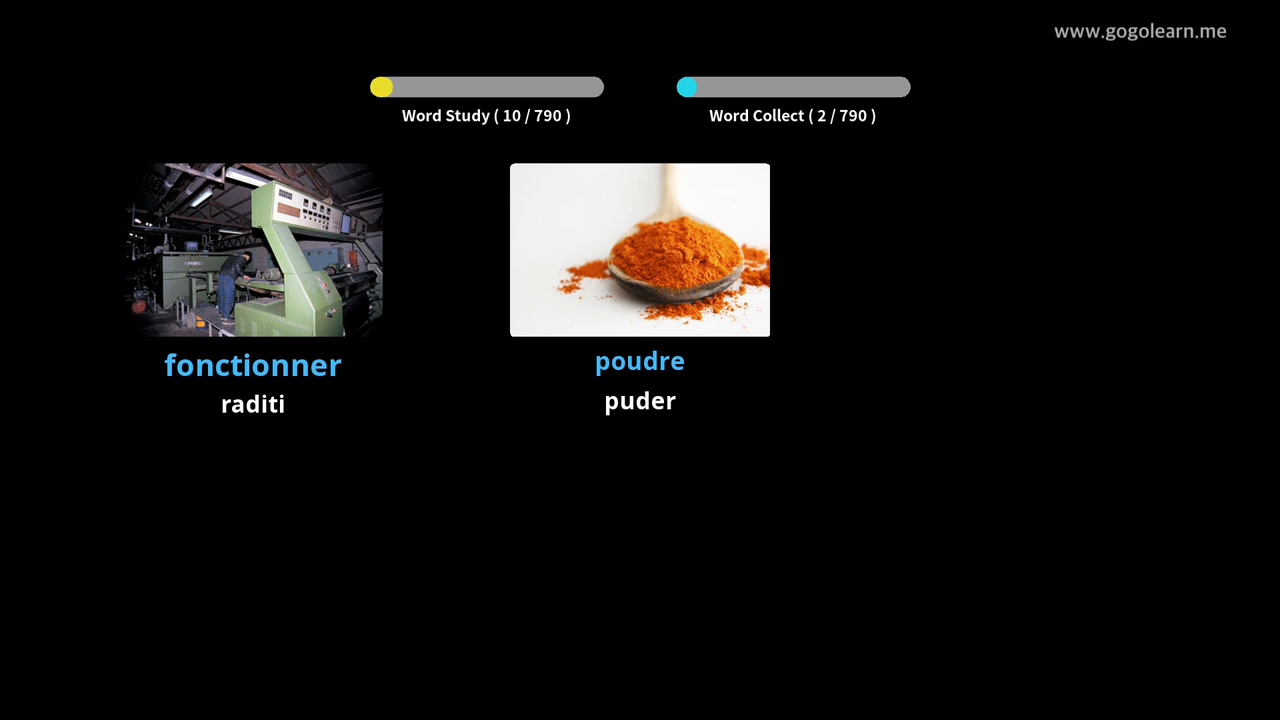 www.gogolearn.me
Word Study ( 10 / 790 )
Word Collect ( 2 / 790 )
fonctionner
raditi
poudre
puder